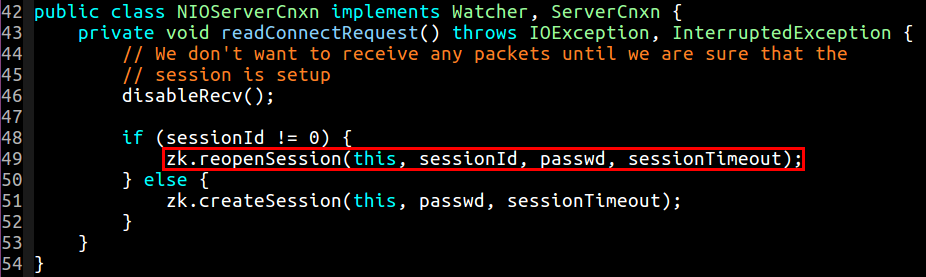 42 public class NIOServerCnxn implements Watcher, ServerCnxn {
43     private void readConnectRequest() throws IOException, InterruptedException {
44         // We don't want to receive any packets until we are sure that the
45         // session is setup
46         disableRecv();
47
48         if (sessionId != 0) {
49             zk.reopenSession(this, sessionId, passwd, sessionTimeout);
50         } else {
51             zk.createSession(this, passwd, sessionTimeout);
52         }
53     }
54 }